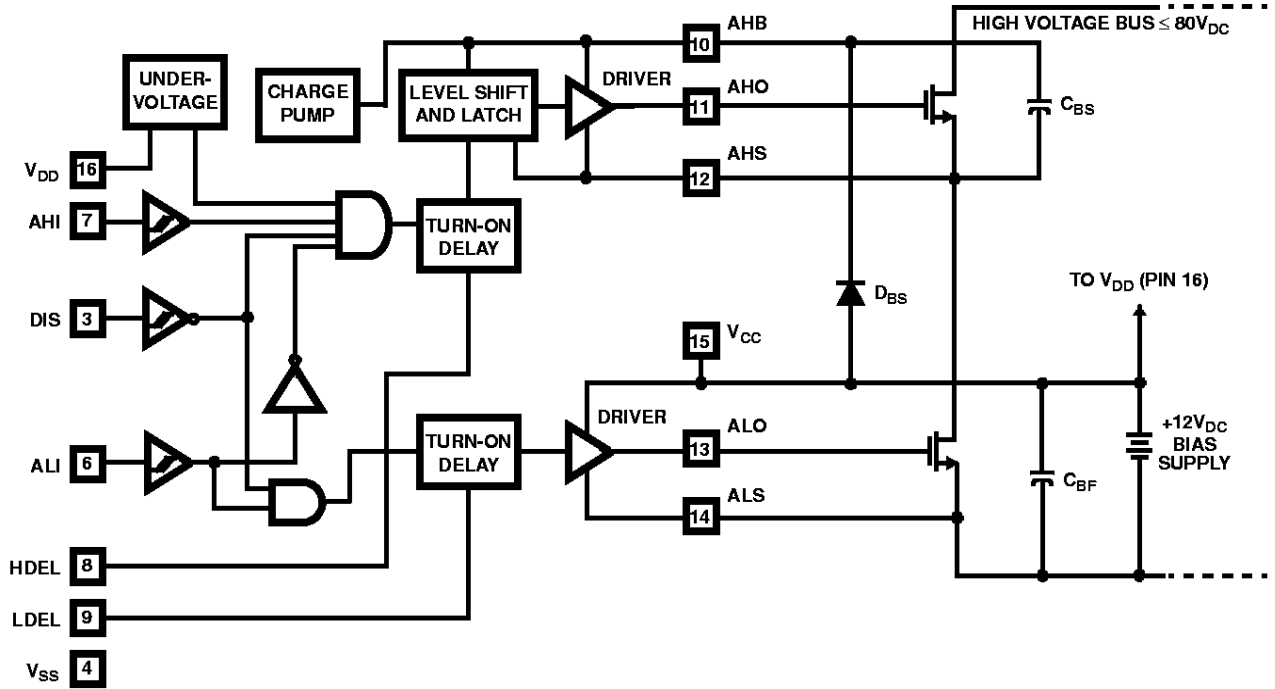 AHB
HIGH VOLTAGE BUS ≤ 80VDC
10
UNDER-
VOLTAGE
CHARGE
PUMP
LEVEL SHIFT
AND LATCH
DRIVER
AHO
11
CBS
AHS
12
VDD
16
AHI
7
TURN-ON
DELAY
DIS
3
DBS
TO VDD (PIN 16)
VCC
15
ALI
6
TURN-ON
DELAY
DRIVER
ALO
13
+12VDC
BIAS
SUPPLY
CBF
ALS
14
HDEL
8
LDEL
9
VSS
4